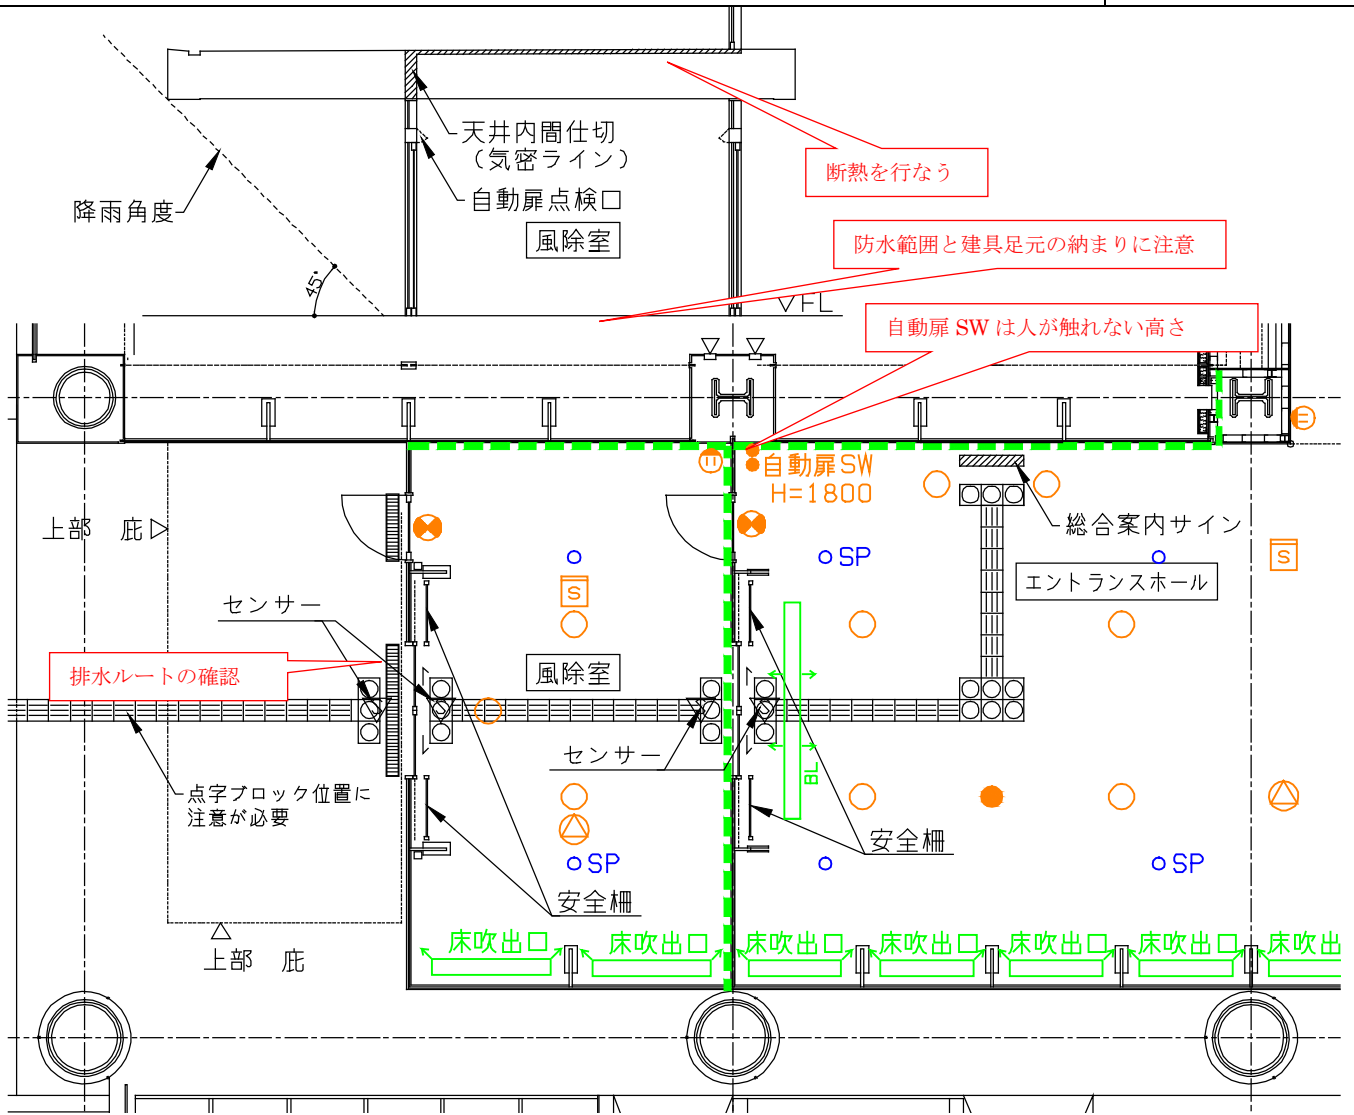 天井内間仕切
（気密ライン）
断熱を行なう
自動扉点検口
降雨角度
風除室
防水範囲と建具足元の納まりに注意
45°
▽FL
自動扉 SW は人が触れない高さ
自動扉SW
H=1800
総合案内サイン
上部 庇
SP
S
S
エントランスホール
センサー
排水ルートの確認
風除室
センサー
BL
点字ブロック位置に
注意が必要
安全柵
SP
SP
安全柵
床吹出口
床吹出口
床吹出口
床吹出口
床吹出口
床吹出口
床吹出
上部 庇